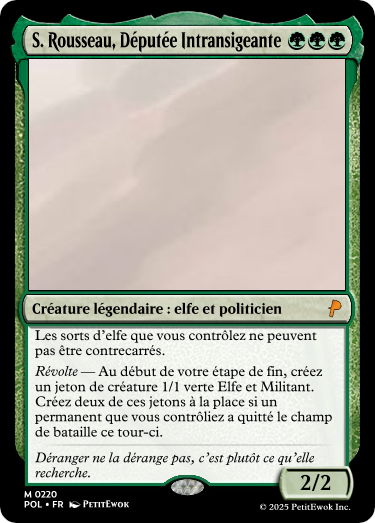 S. Rousseau, Députée Intransigeante
Créature légendaire : elfe et politicien
Les sorts d'elfe que vous contrôlez ne peuvent
pas être contrecarrés.
Révolte — Au début de votre étape de fin, créez
un jeton de créature 1/1 verte Elfe et Militant.
Créez deux de ces jetons à la place si un
permanent que vous contrôliez a quitté le champ
de bataille ce tour-ci.
Déranger ne la dérange pas, c'est plutôt ce qu'elle
recherche.
2/2
M 0220
POL • FR PetitEwok
© 2025 PetitEwok Inc.